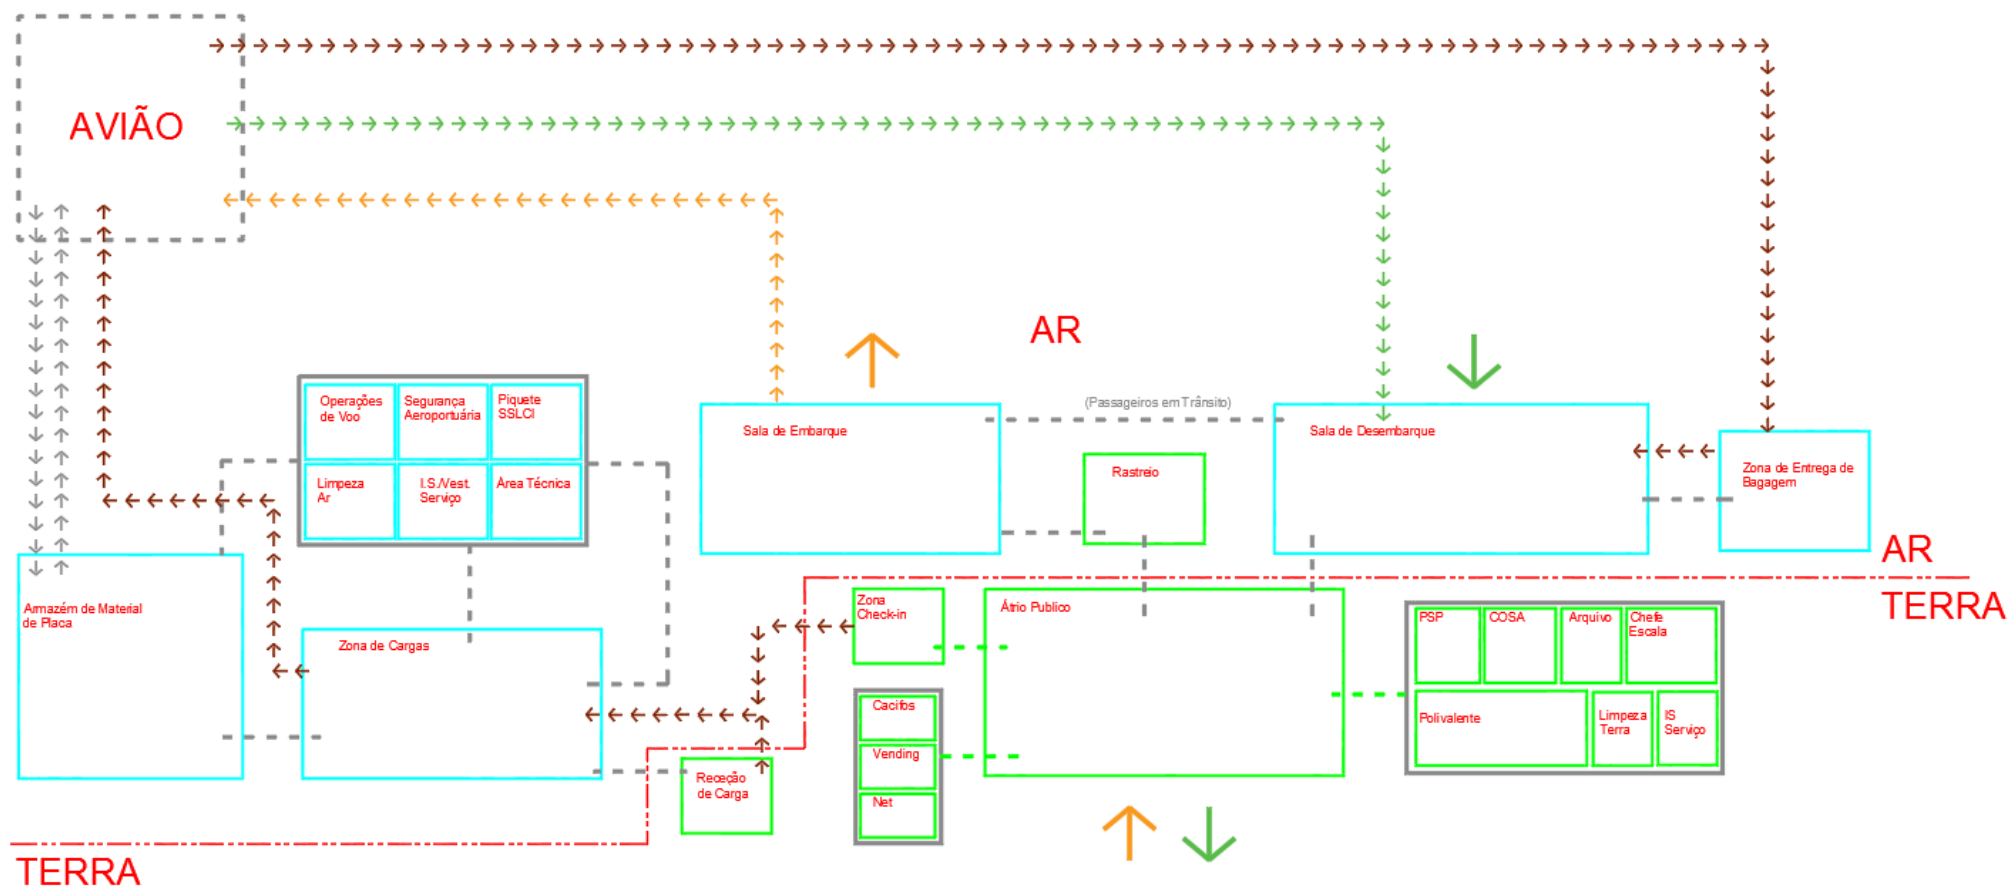 AVIÃO
AR
Operações
de Voo
Segurança
Aeroportuária
Piquete
SSLCI
Limpeza
Ar
I.S./Vest.
Serviço
Área Técnica
Sala de Embarque
(Passageiros em Trânsito)
Rastreio
Sala de Desembarque
Zona de Entrega de
Bagagem
AR
TERRA
Armazém de Material
de Placa
Zona de Cargas
Zona
Check-in
Átrio Publico
PSP
COSA
Arquivo
Chefe
Escala
Polivalente
Limpeza
Terra
IS
Serviço
Cacifos
Vending
Net
Receção
de Carga
TERRA